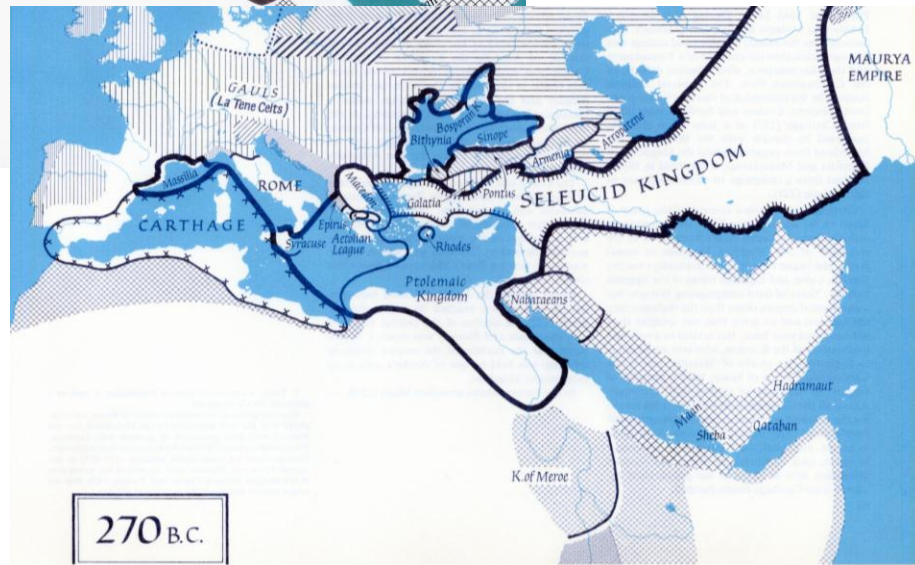 GAULS
(La Tene Celts)
MAURYA
EMPIRE
Bosporan K.
Bithynia
Sinope
Armenia
Atropatene
Massilia
ROME
Macedon
Galatia
Pontus
SELEUCID KINGDOM
CARTHAGE
Epirus
Syracuse
Aetolian
League
Rhodes
Ptolemaic
Kingdom
Nabataeans
Hadramaut
Maan
Sheba
Qataban
K. of Meroe
270 B.C.